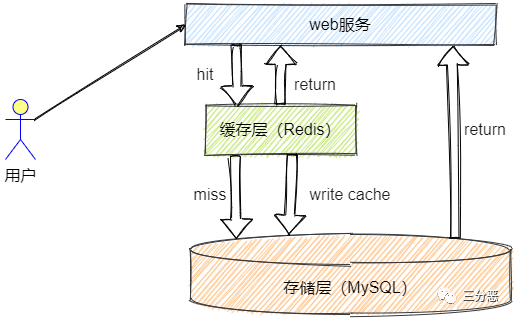 web服务
hit
return
缓存层（Redis）
return
用户
miss
write cache
存储层（MySQL）
三分恶